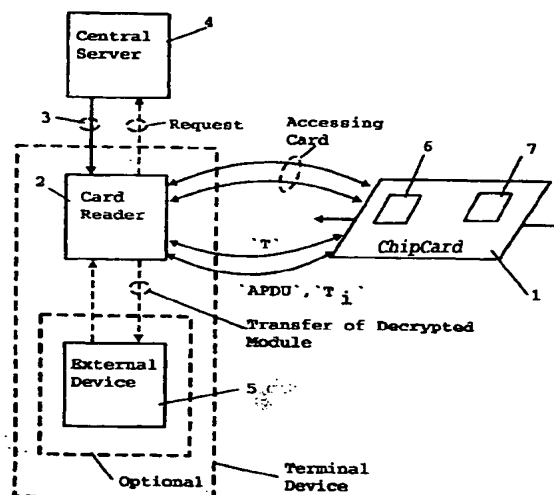 4
Central
Server
3
Request
Accessing
Card
2
Card
Reader
6
7
ChipCard
`T`
1
`APDU`,`T i`
Transfer of Decrypted
Module
External
Device
5
Optional
Terminal
Device